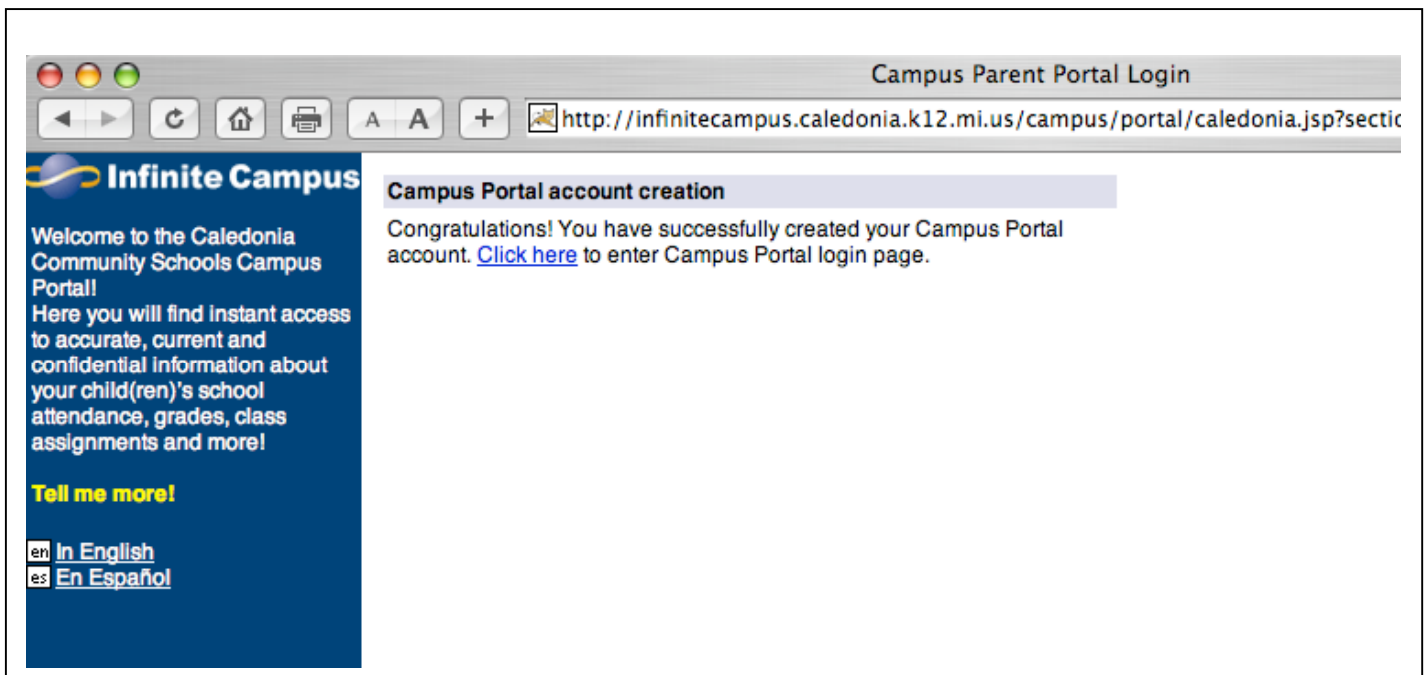 Campus Parent Portal Login
A A + http://infinitecampus.caledonia.k12.mi.us/campus/portal/caledonia.jsp?sectio
Infinite Campus
Welcome to the Caledonia
Community Schools Campus
Portal!
Here you will find instant access
to accurate, current and
confidential information about
your child(ren)'s school
attendance, grades, class
assignments and more!
Tell me more!
en In English
es En Español
Campus Portal account creation
Congratulations! You have successfully created your Campus Portal
account. Click here to enter Campus Portal login page.